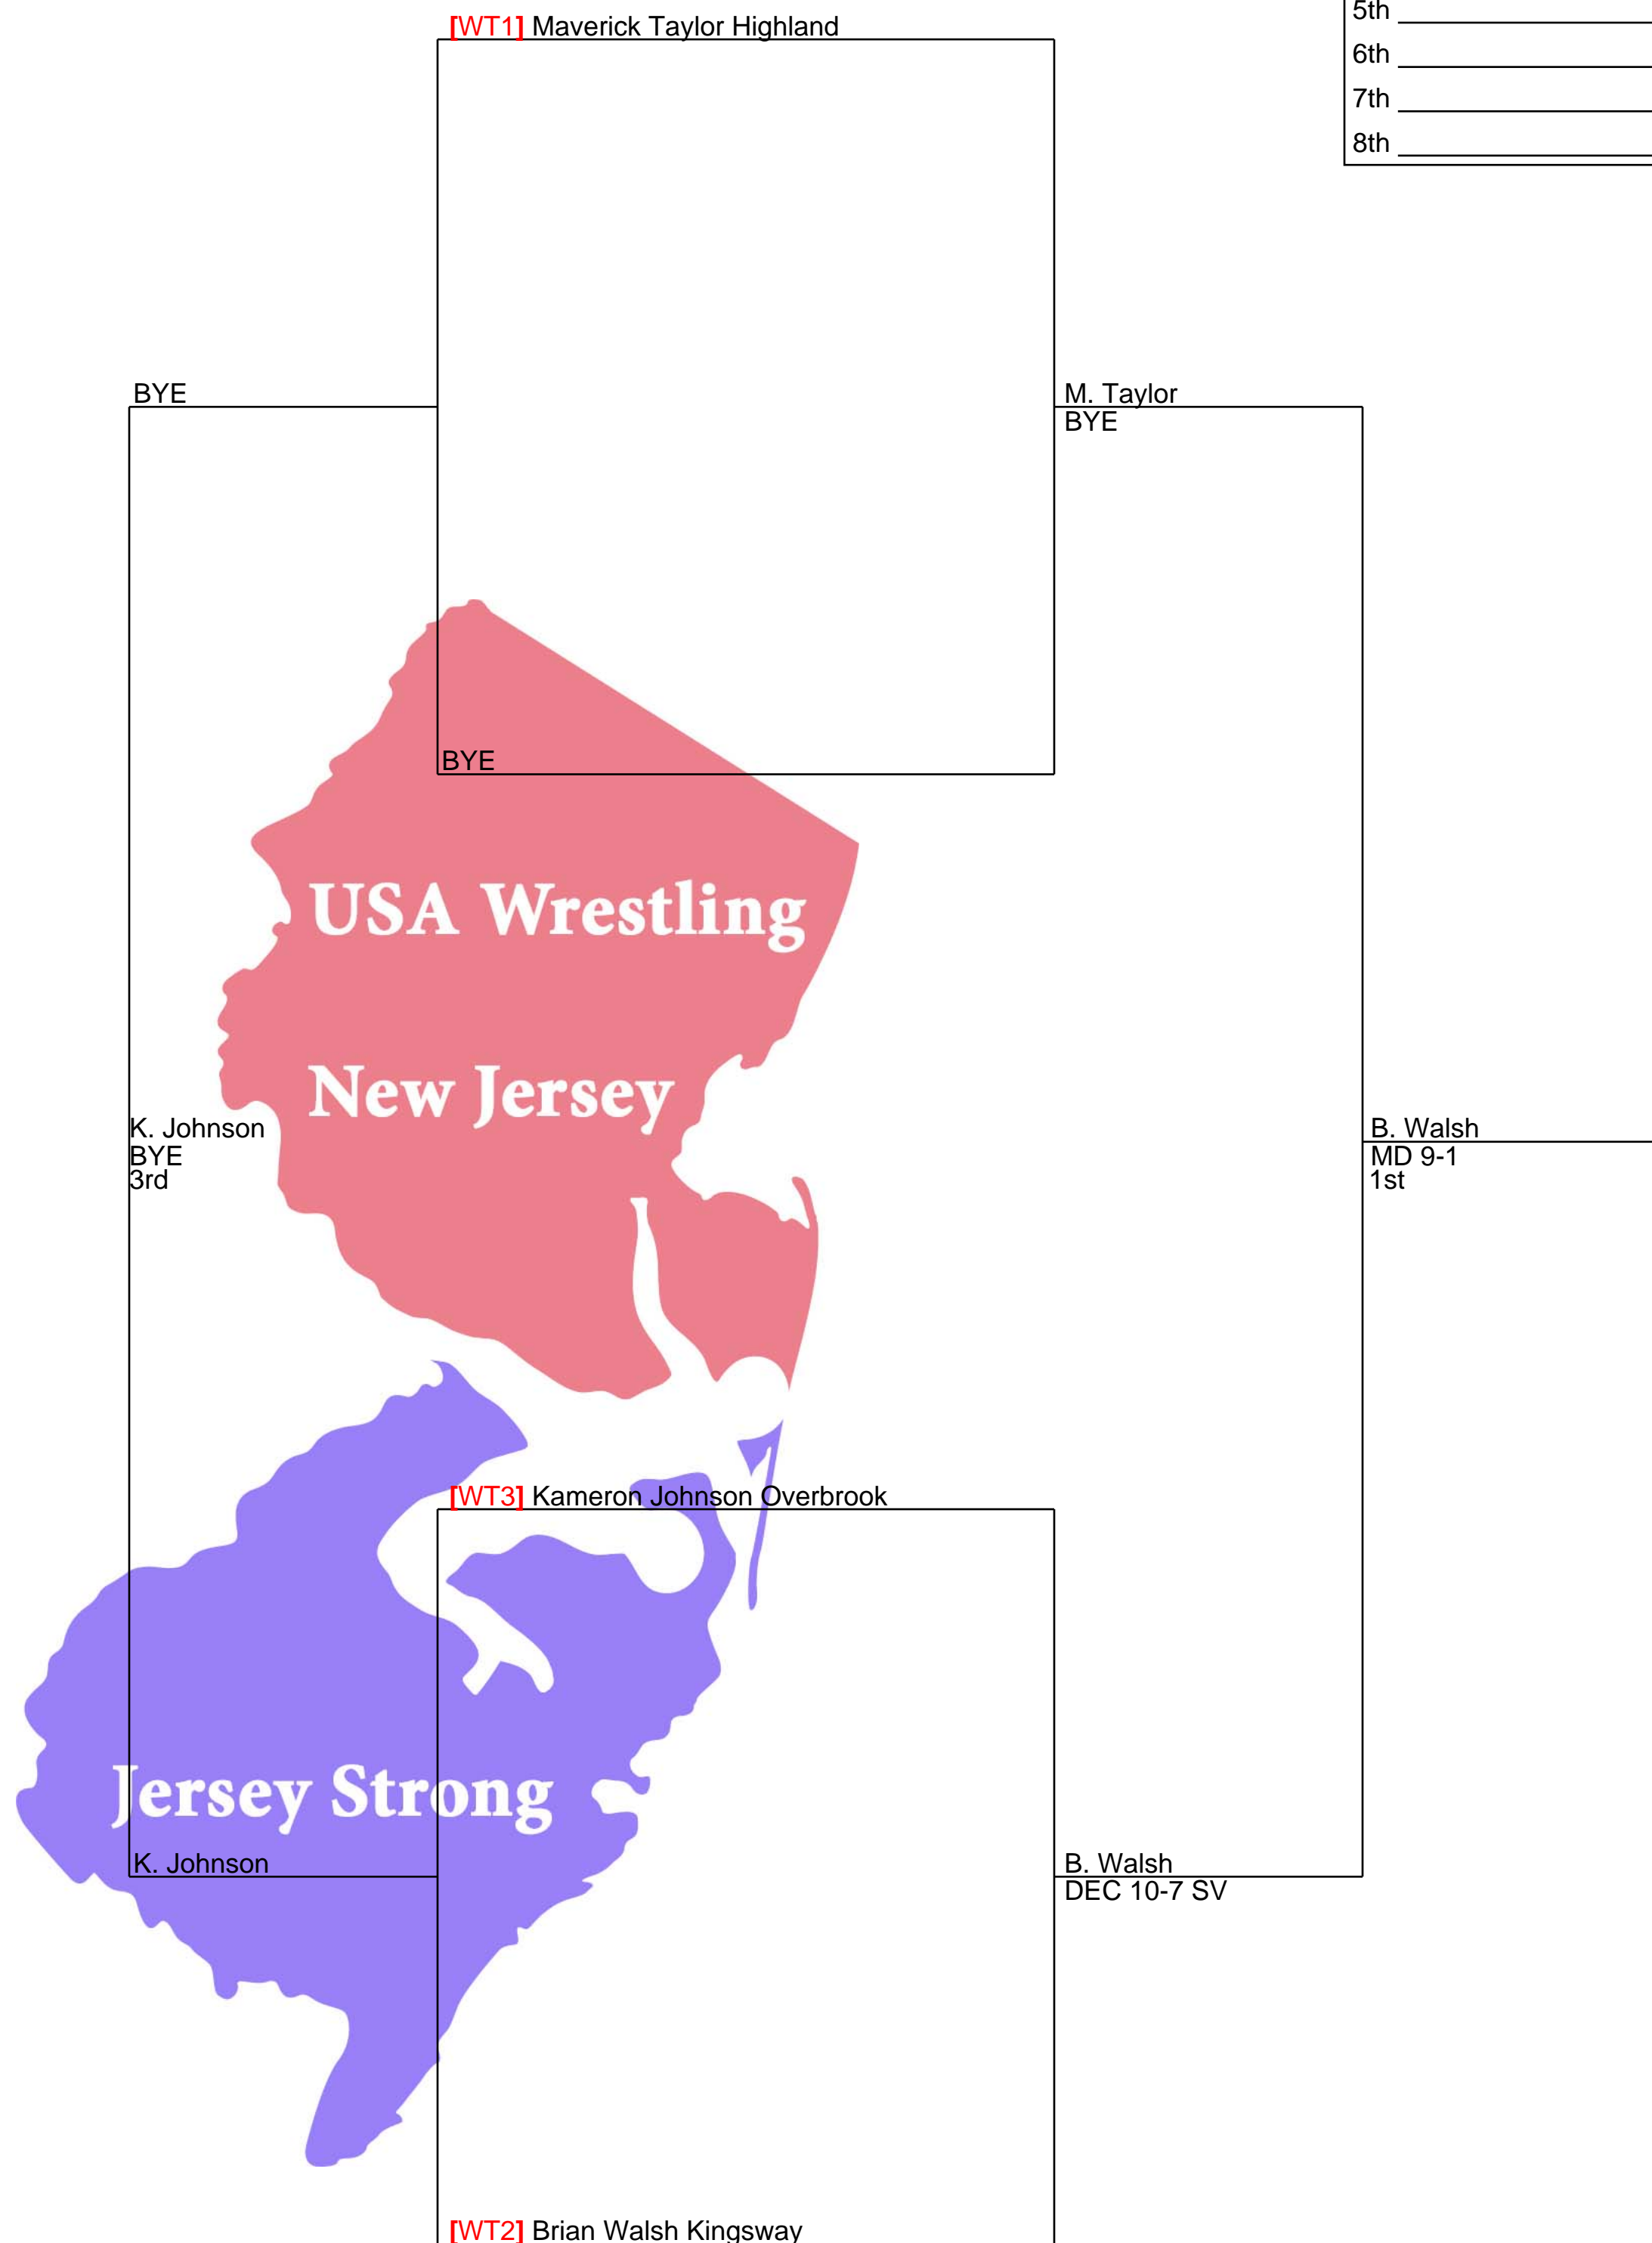 5th
[WT1] Maverick Taylor Highland
6th
7th
8th
BYE
M. Taylor
BYE
BYE
USA Wrestling
New Jersey
K. Johnson
BYE
3rd
B. Walsh
MD 9-1
1st
[WT3] Kameron Johnson Overbrook
Jersey Strong
K. Johnson
B. Walsh
DEC 10-7 SV
[WT2] Brian Walsh Kingsway